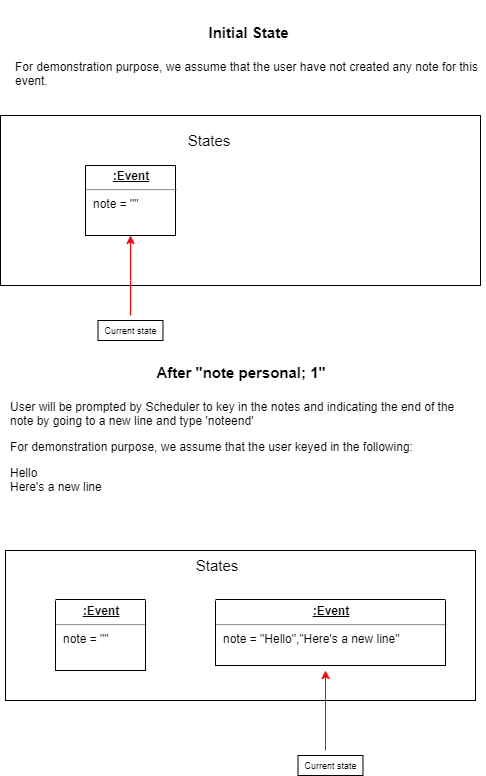 Initial State
For demonstration purpose, we assume that the user have not created any note for this
event.
States
:Event
note = ""
Current state
After "note personal; 1"
User will be prompted by Scheduler to key in the notes and indicating the end of the
note by going to a new line and type 'noteend'
For demonstration purpose, we assume that the user keyed in the following:
Hello
Here's a new line
States
:Event
note = ""
:Event
note = "Hello","Here's a new line"
Current state